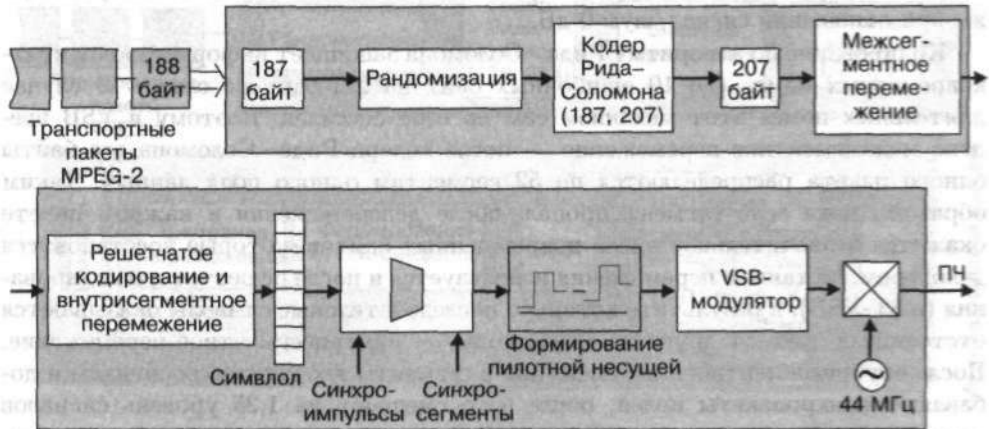 188
байт
187
байт
Рандомизация
Кодер
Рида-
Соломона
(187, 207)
207
байт
Межсег-
ментное
переме-
жение
Транспортные
пакеты
MPEG-2
Решетчатое
кодирование и
внутрисегментное
перемежение
Симвлол
Синхро-
импульсы
Синхро-
сегменты
Формирование
пилотной несущей
VSB
модулятор
ПЧ
44 МГц